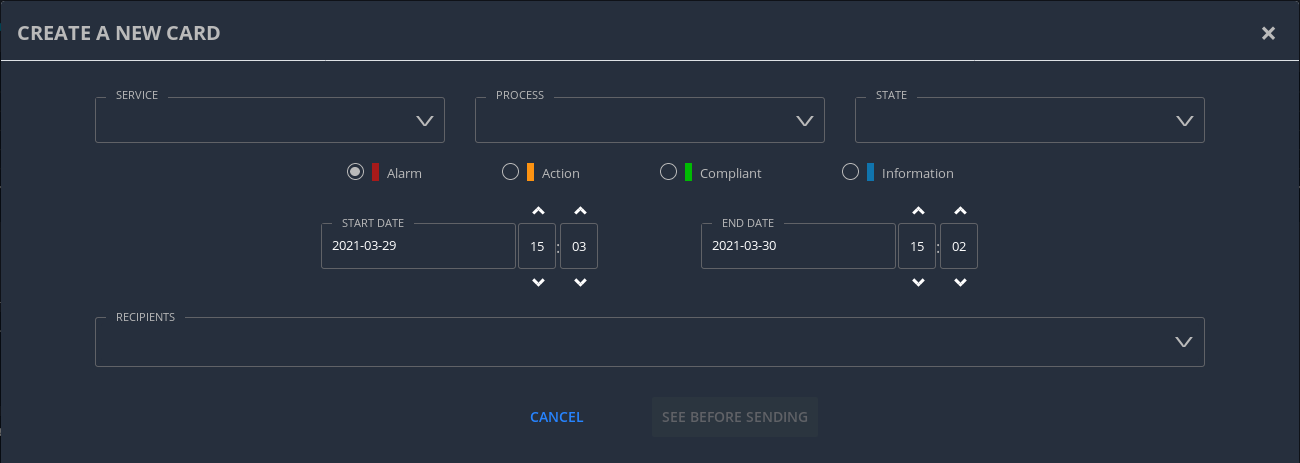 CREATE A NEW CARD ×
SERVICE PROCESS STATE
Alarm Action Compliant Information
START DATE END DATE
2021-03-29 15 : 03 2021-03-30 15 : 02
RECIPIENTS
CANCEL SEE BEFORE SENDING